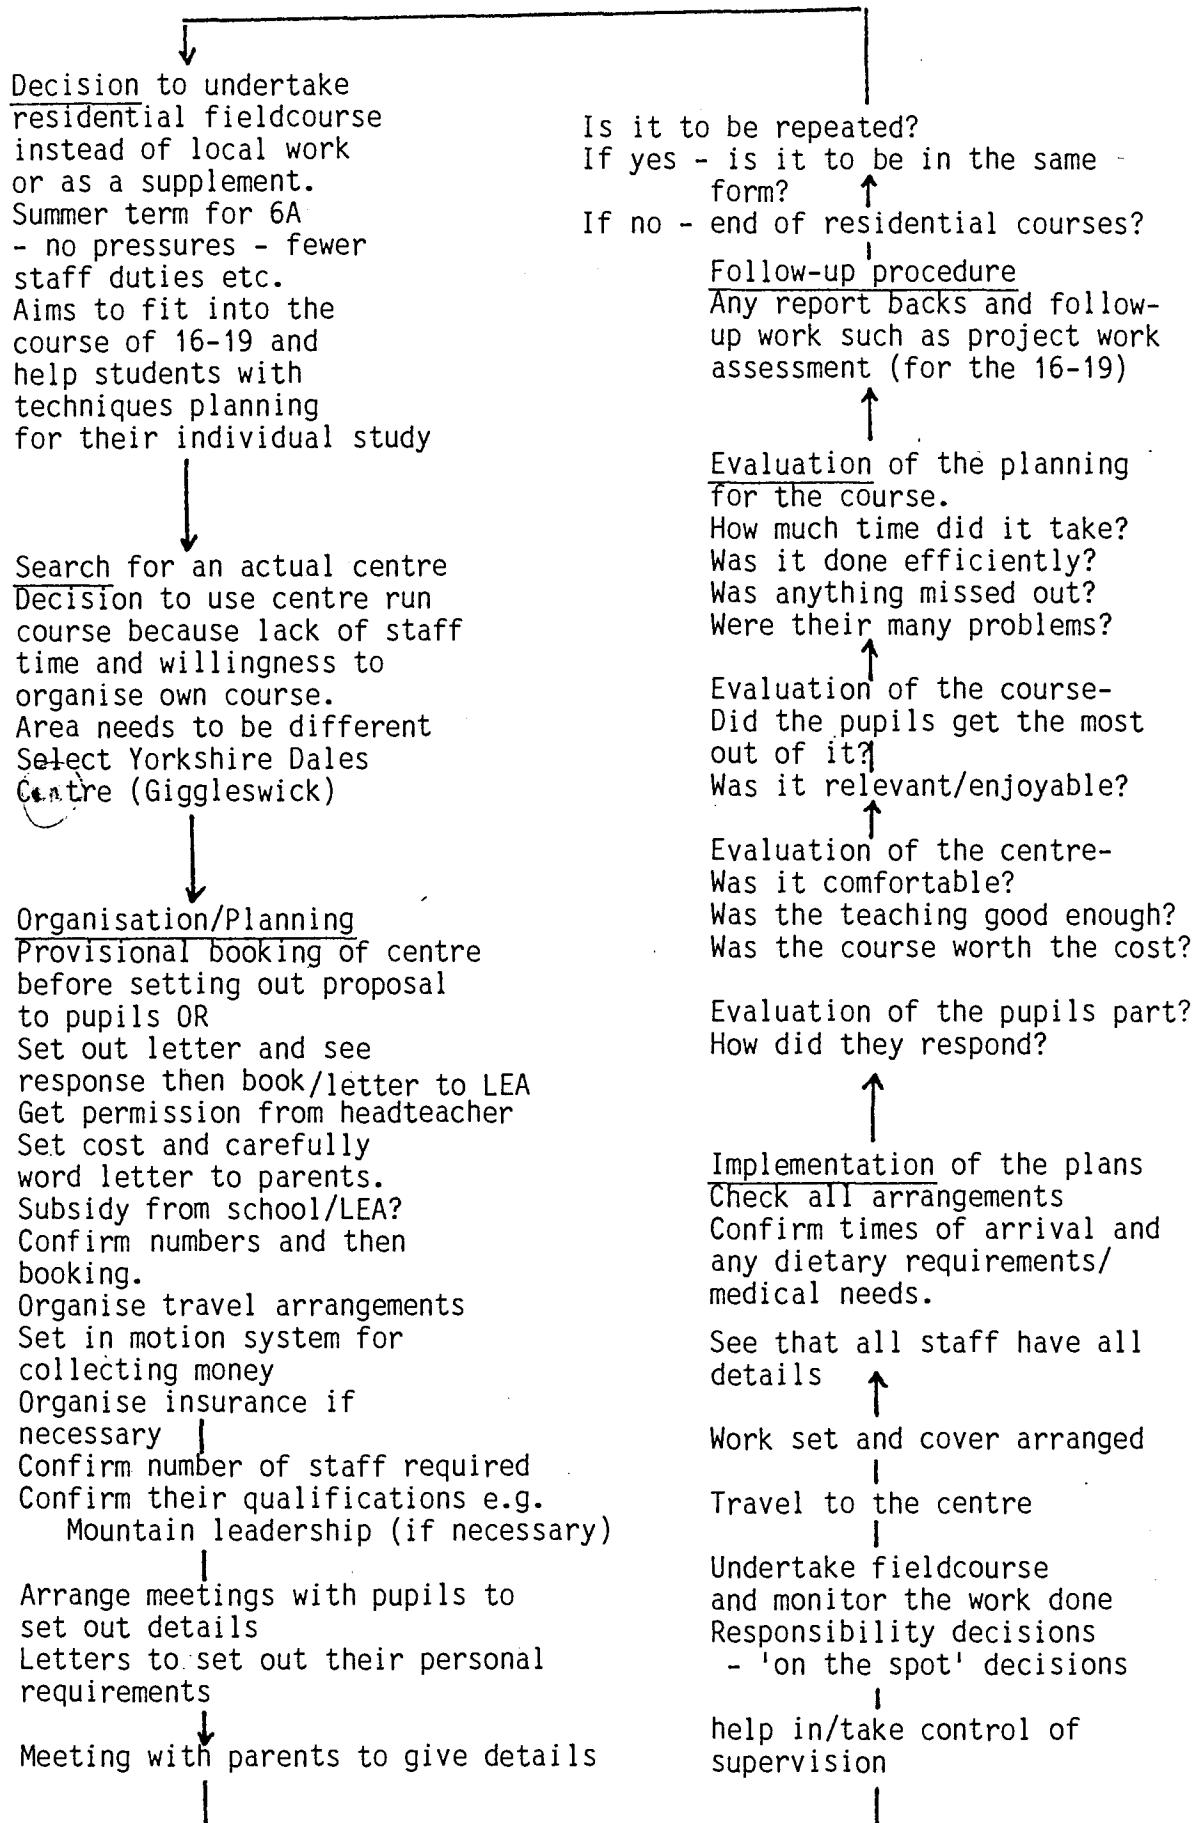 Decision to undertake
residential fieldcourse
instead of local work
or as a supplement.
Summer term for 6A
- no pressures - fewer
staff duties etc.
Aims to fit into the
course of 16-19 and
help students with
techniques planning
for their individual study
Search for an actual centre
Decision to use centre run
course because lack of staff
time and willingness to
organise own course.
Area needs to be different
Select Yorkshire Dales
Centre (Giggleswick)
Organisation/Planning
Provisional booking of centre
before setting out proposal
to pupils OR
Set out letter and see
response then book/letter to LEA
Get permission from headteacher
Set cost and carefully
word letter to parents.
Subsidy from school/LEA?
Confirm numbers and then
booking.
Organise travel arrangements
Set in motion system for
collecting money
Organise insurance if
necessary
Confirm number of staff required
Confirm their qualifications e.g.
Mountain leadership (if necessary)
Arrange meetings with pupils to
set out details
Letters to set out their personal
requirements
Meeting with parents to give details
Is it to be repeated?
If yes - is it to be in the same
form?
If no - end of residential courses?
Follow-up procedure
Any report backs and follow-
up work such as project work
assessment (for the 16-19)
Evaluation of the planning
for the course.
How much time did it take?
Was it done efficiently?
Was anything missed out?
Were their many problems?
Evaluation of the course-
Did the pupils get the most
out of it?
Was it relevant/enjoyable?
Evaluation of the centre-
Was it comfortable?
Was the teaching good enough?
Was the course worth the cost?
Evaluation of the pupils part?
How did they respond?
Implementation of the plans
Check all arrangements
Confirm times of arrival and
any dietary requirements/
medical needs.
See that all staff have all
details
Work set and cover arranged
Travel to the centre
Undertake fieldcourse
and monitor the work done
Responsibility decisions
- 'on the spot' decisions
help in/take control of
supervision